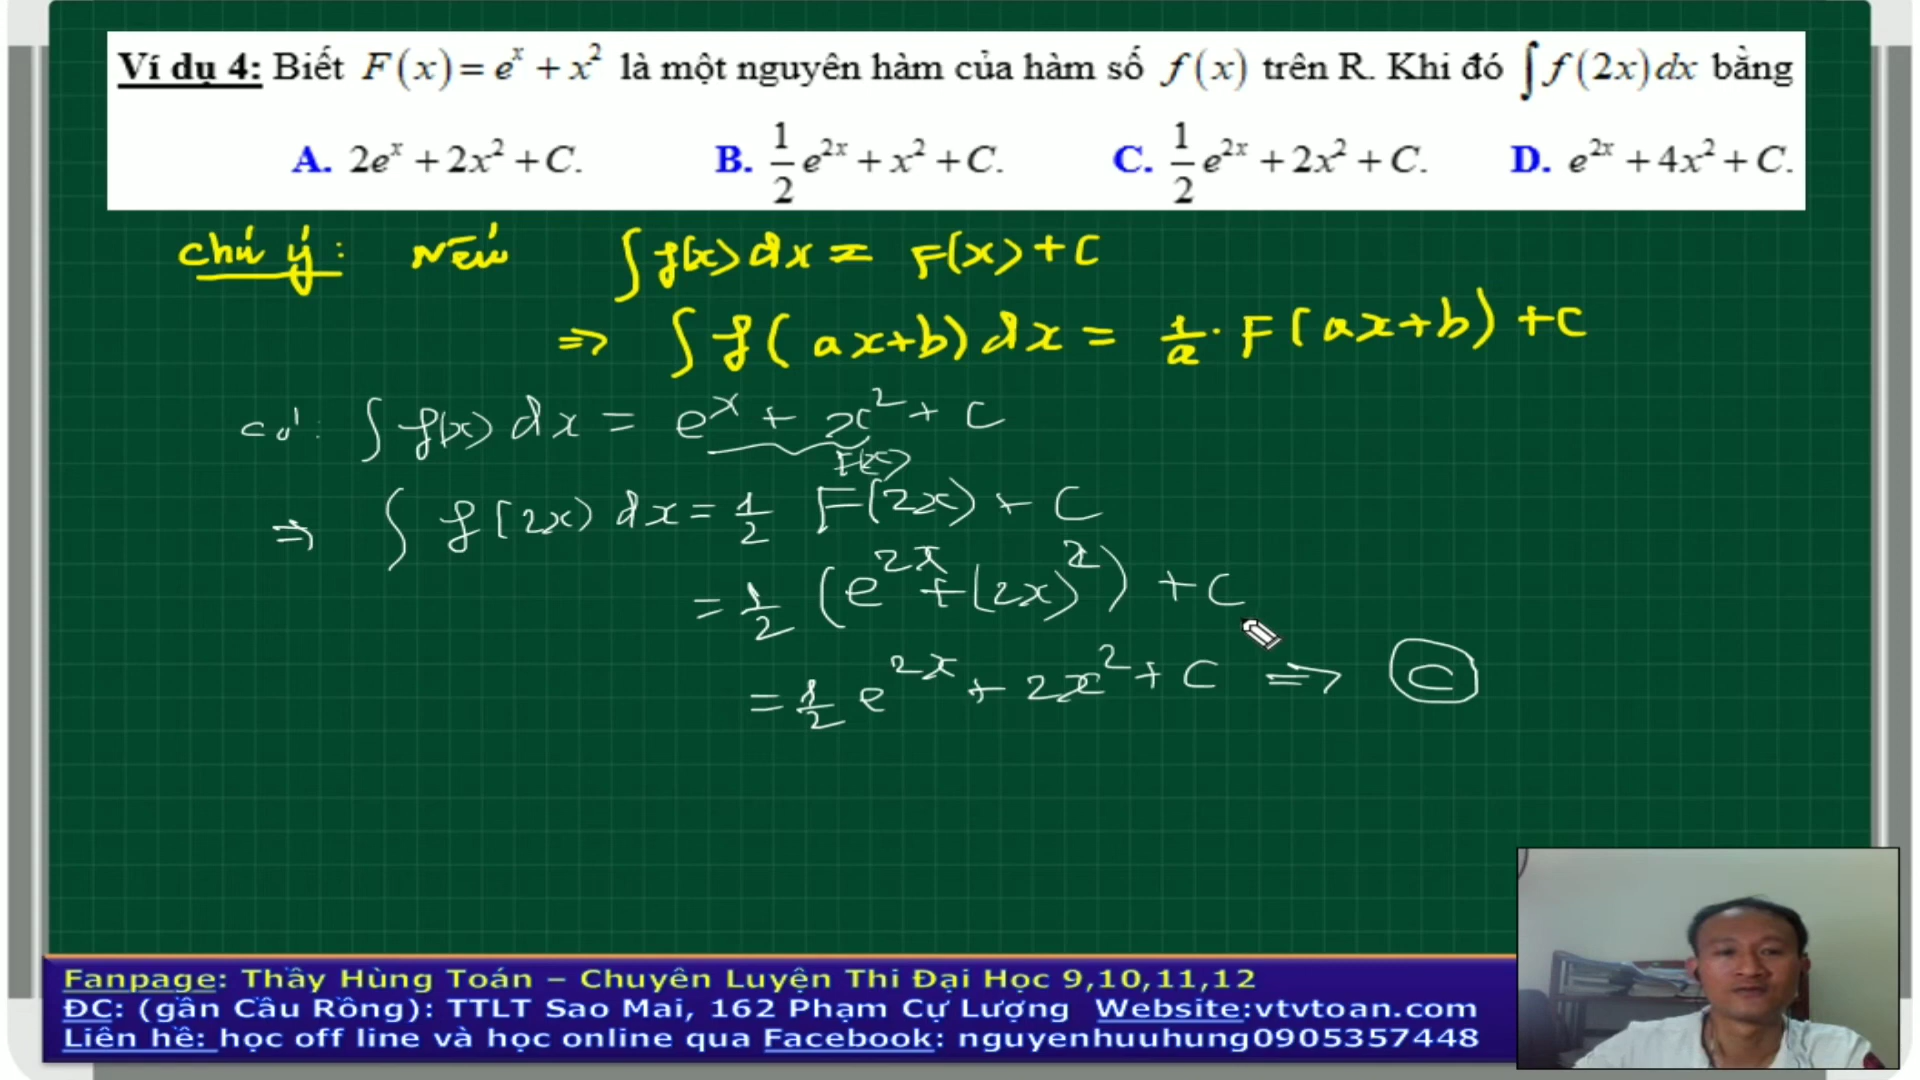 Ví dụ 4: Biết F(x) = e^x + x^2 là một nguyên hàm của hàm số f(x) trên R. Khi đó ∫f(2x)dx bằng
A. 2e^x + 2x^2 + C. B. 1/2 e^{2x} + x^2 + C. C. 1/2 e^{2x} + 2x^2 + C. D. e^{2x} + 4x^2 + C.
chú ý: Nếu ∫ f(x) dx = F(x) + C
⇒ ∫ f(ax+b) dx = 1/a · F(ax+b) + C
có: ∫ f(x) dx = e^x + x^2 + C
F(x)
⇒ ∫ f(2x) dx = 1/2 F(2x) + C
= 1/2 (e^{2x} + (2x)^2) + C
= 1/2 e^{2x} + 2x^2 + C ⇒ C
Fanpage: Thầy Hùng Toán – Chuyên Luyện Thi Đại Học 9,10,11,12
ĐC: (gần Cầu Rồng): TTLT Sao Mai, 162 Phạm Cự Lượng Website:vtvtoan.com
Liên hề: học off line và học online qua Facebook: nguyenhuuhung0905357448